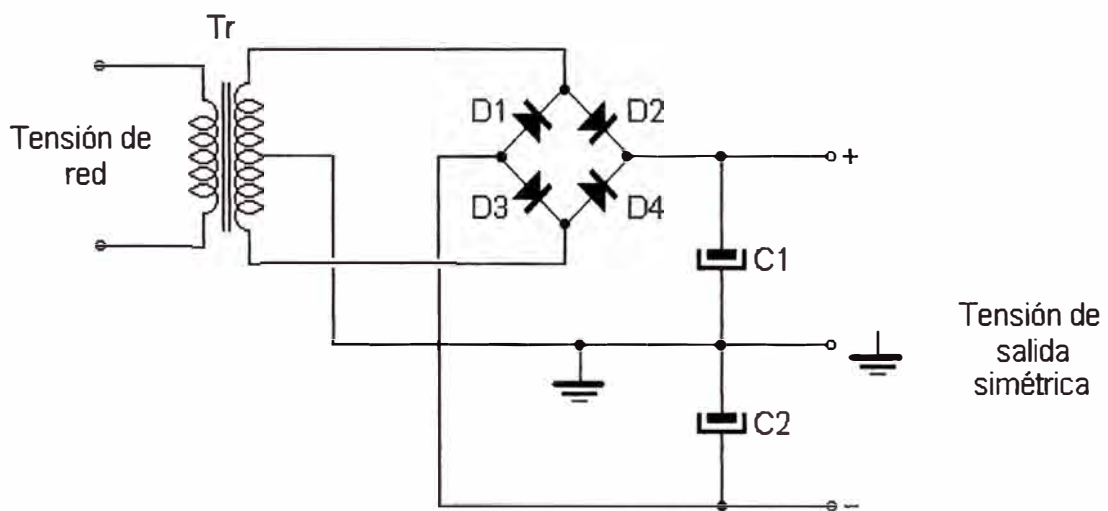 Tr
D1
D2
Tensión de
red
+
D3
D4
C1
Tensión de
salida
simétrica
C2
-